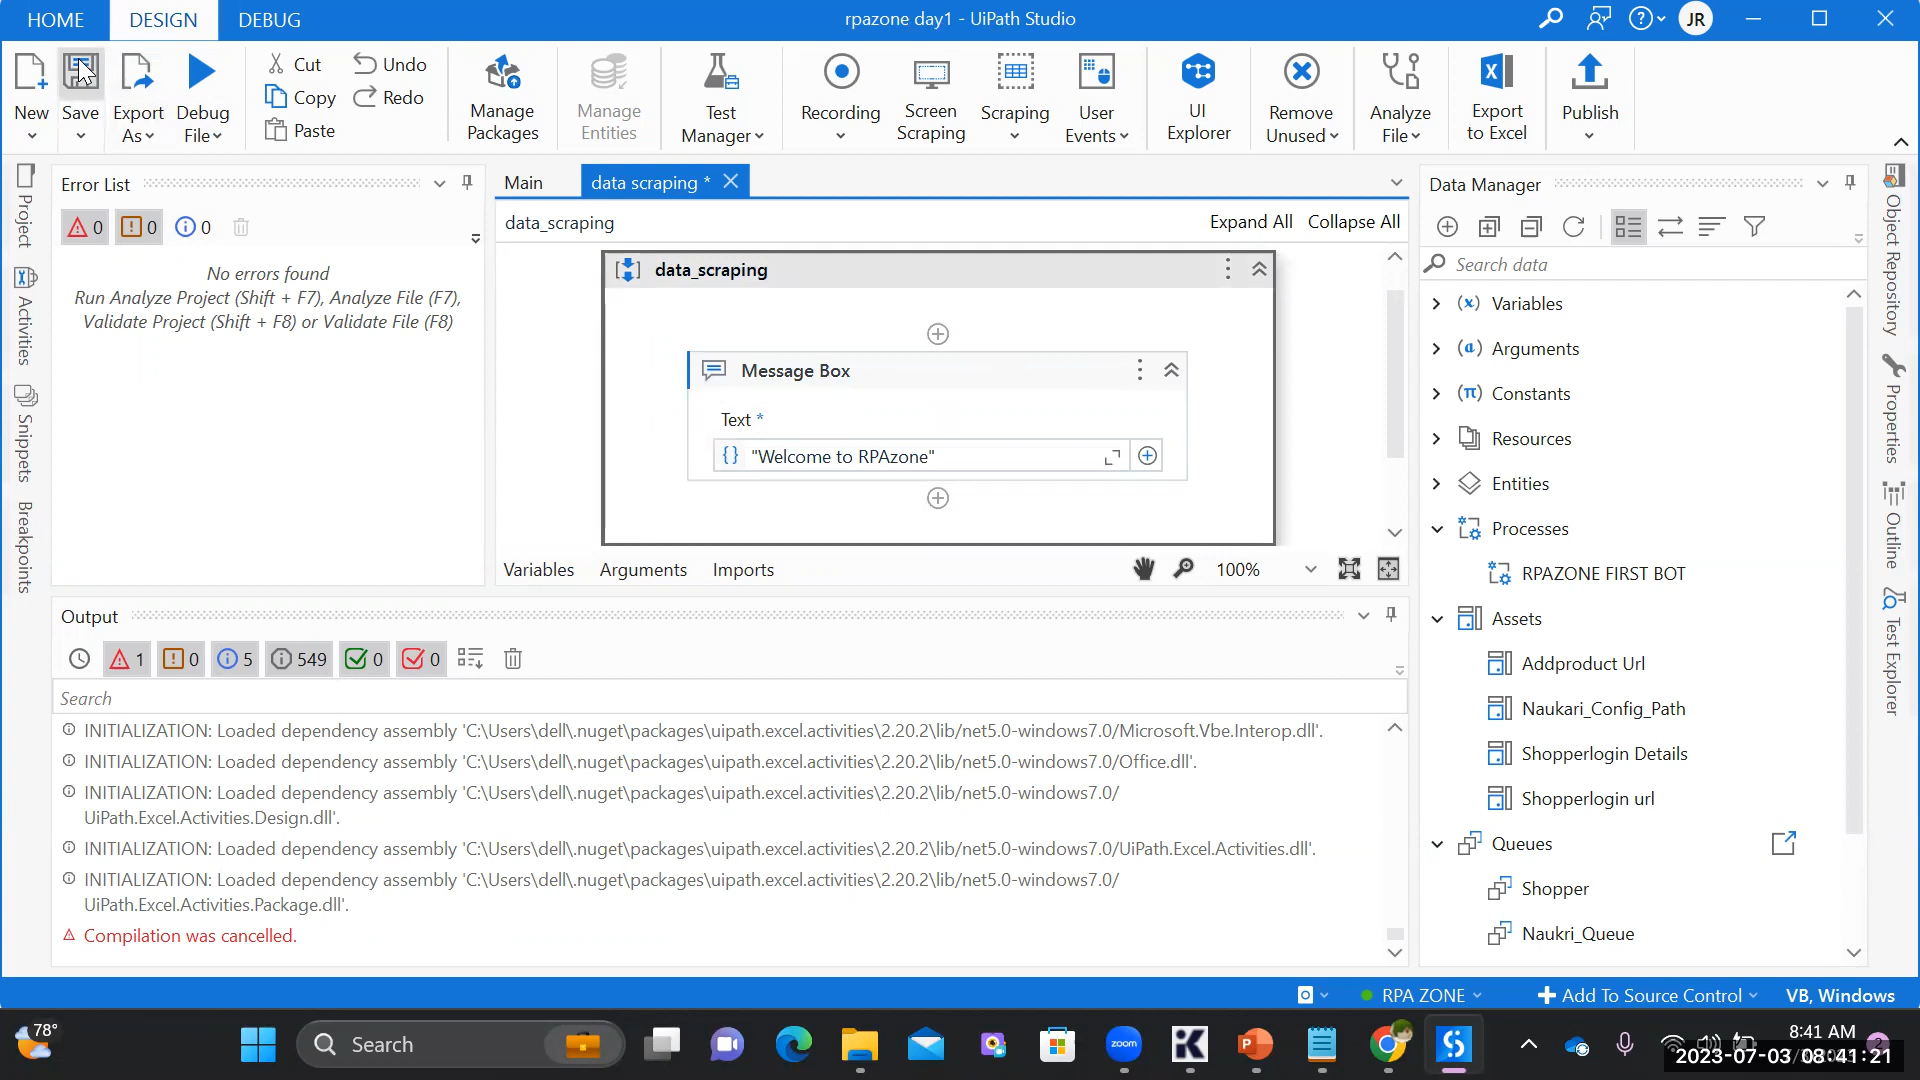 HOME
DESIGN
DEBUG
rpazone day1 - UiPath Studio
JR
New
Save
Export As
Debug File
Cut
Copy
Paste
Undo
Redo
Manage Packages
Manage Entities
Test Manager
Recording
Screen Scraping
Scraping
User Events
UI Explorer
Remove Unused
Analyze File
Export to Excel
Publish
Project
Activities
Snippets
Breakpoints
Error List
0
0
0
No errors found
Run Analyze Project (Shift + F7), Analyze File (F7),
Validate Project (Shift + F8) or Validate File (F8)
Main
data scraping *
data_scraping
Expand All
Collapse All
data_scraping
Message Box
Text *
"Welcome to RPAzone"
Variables
Arguments
Imports
100%
Output
1
0
5
549
0
0
Search
INITIALIZATION: Loaded dependency assembly 'C:\Users\dell\.nuget\packages\uipath.excel.activities\2.20.2\lib/net5.0-windows7.0/Microsoft.Vbe.Interop.dll'.
INITIALIZATION: Loaded dependency assembly 'C:\Users\dell\.nuget\packages\uipath.excel.activities\2.20.2\lib/net5.0-windows7.0/Office.dll'.
INITIALIZATION: Loaded dependency assembly 'C:\Users\dell\.nuget\packages\uipath.excel.activities\2.20.2\lib/net5.0-windows7.0/
UiPath.Excel.Activities.Design.dll'.
INITIALIZATION: Loaded dependency assembly 'C:\Users\dell\.nuget\packages\uipath.excel.activities\2.20.2\lib/net5.0-windows7.0/UiPath.Excel.Activities.dll'.
INITIALIZATION: Loaded dependency assembly 'C:\Users\dell\.nuget\packages\uipath.excel.activities\2.20.2\lib/net5.0-windows7.0/
UiPath.Excel.Activities.Package.dll'.
Compilation was cancelled.
Data Manager
Search data
Variables
Arguments
Constants
Resources
Entities
Processes
RPAZONE FIRST BOT
Assets
Addproduct Url
Naukari_Config_Path
Shopperlogin Details
Shopperlogin url
Queues
Shopper
Naukri_Queue
Object Repository
Properties
Outline
Test Explorer
RPA ZONE
Add To Source Control
VB, Windows
78°
Search
zoom
8:41 AM
2
2023-07-03 08:41:21